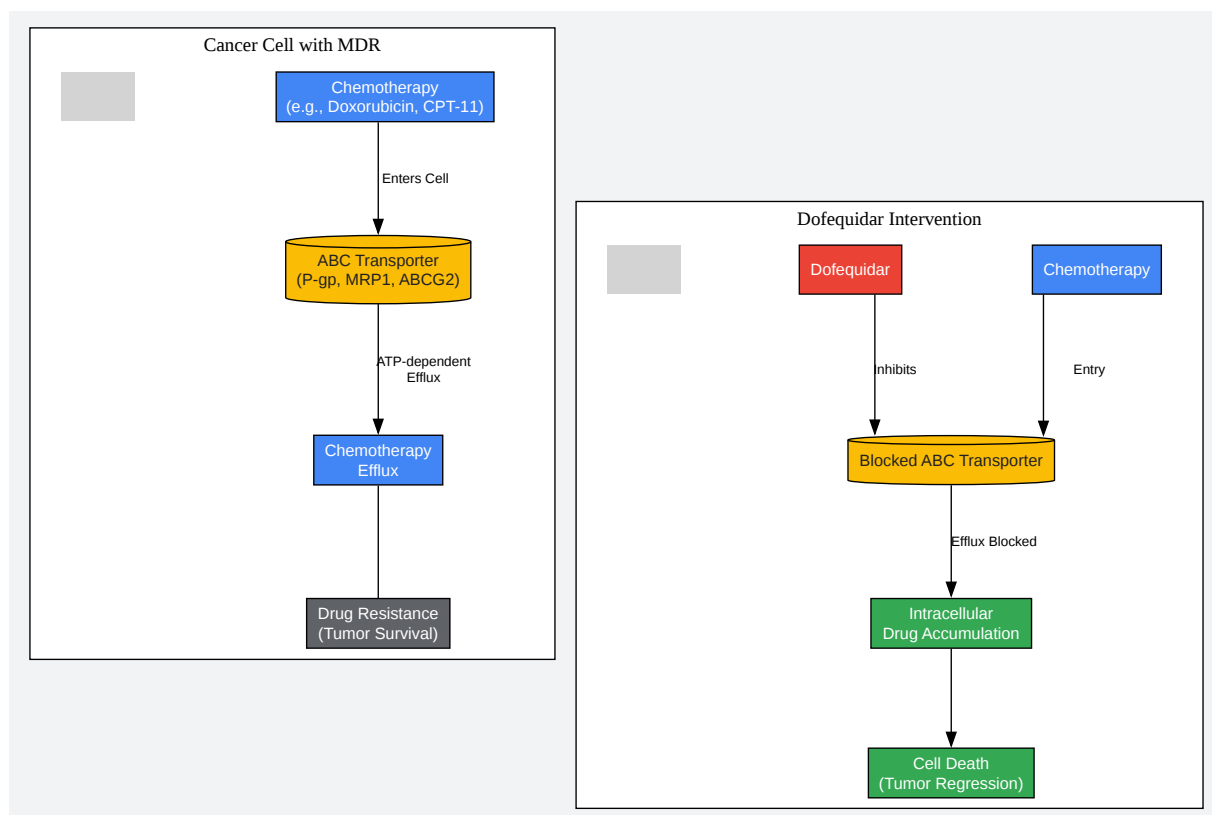 Cancer Cell with MDR
Chemotherapy
(e.g., Doxorubicin, CPT-11)
Enters Cell
ABC Transporter
(P-gp, MRP1, ABCG2)
ATP-dependent
Efflux
Chemotherapy
Efflux
Drug Resistance
(Tumor Survival)
Dofequidar Intervention
Dofequidar
Chemotherapy
Inhibits
Entry
Blocked ABC Transporter
Efflux Blocked
Intracellular
Drug Accumulation
Cell Death
(Tumor Regression)